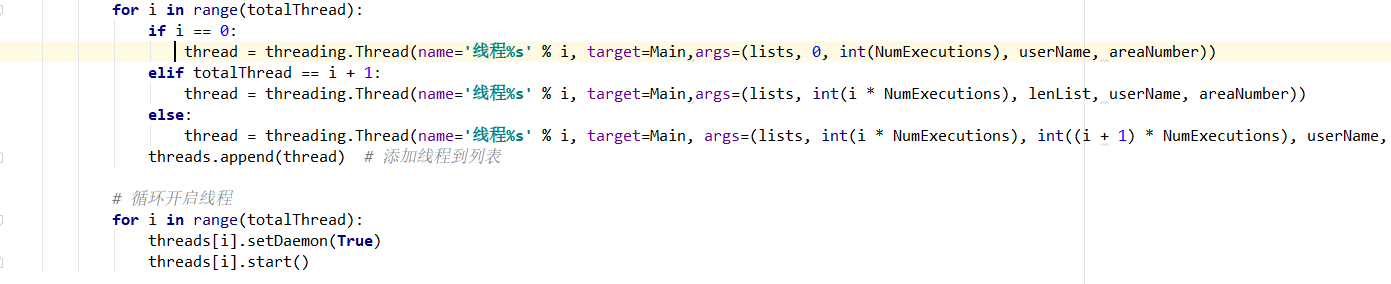 for i in range(totalThread):
if i == 0:
thread = threading.Thread(name='线程%s' % i, target=Main,args=(lists, 0, int(NumExecutions), userName, areaNumber))
elif totalThread == i + 1:
thread = threading.Thread(name='线程%s' % i, target=Main,args=(lists, int(i * NumExecutions), lenList, userName, areaNumber))
else:
thread = threading.Thread(name='线程%s' % i, target=Main, args=(lists, int(i * NumExecutions), int((i + 1) * NumExecutions), userName,
threads.append(thread)  # 添加线程到列表
# 循环开启线程
for i in range(totalThread):
threads[i].setDaemon(True)
threads[i].start()